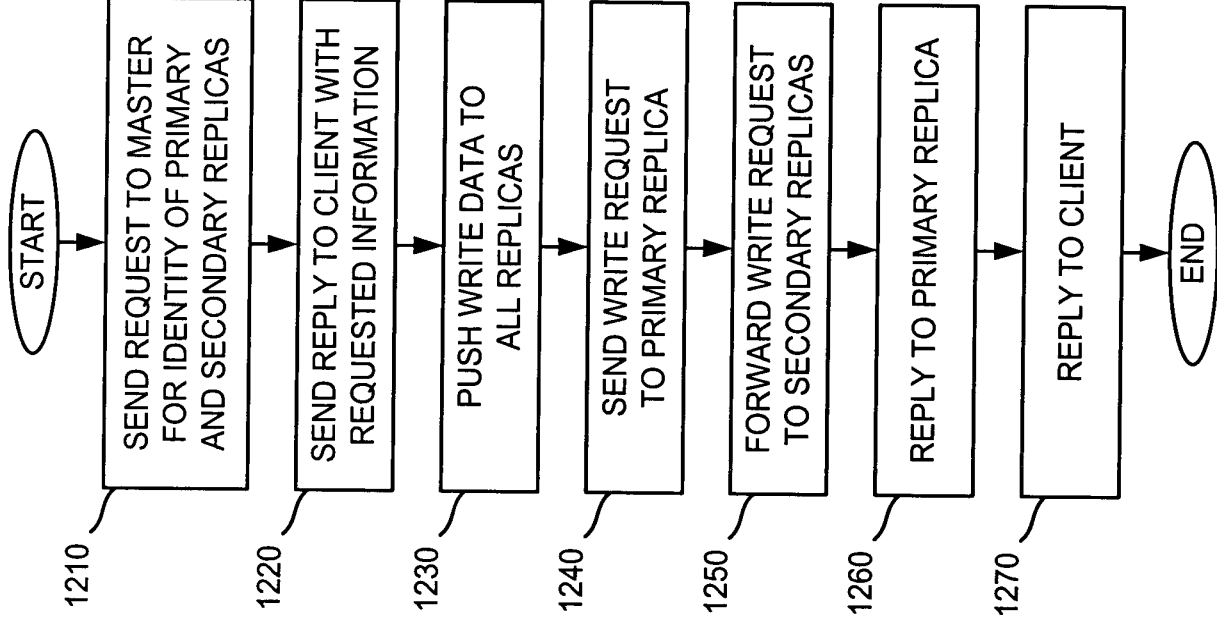 START
1210
SEND REQUEST TO MASTER
FOR IDENTITY OF PRIMARY
AND SECONDARY REPLICAS
1220
SEND REPLY TO CLIENT WITH
REQUESTED INFORMATION
1230
PUSH WRITE DATA TO
ALL REPLICAS
1240
SEND WRITE REQUEST
TO PRIMARY REPLICA
1250
FORWARD WRITE REQUEST
TO SECONDARY REPLICAS
1260
REPLY TO PRIMARY REPLICA
1270
REPLY TO CLIENT
END